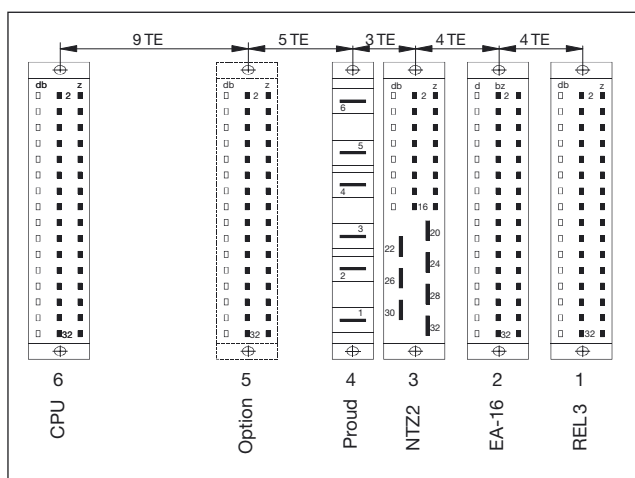 9 TE 5 TE 3 TE 4 TE 4 TE
db z db z db z d bz db z
2 2 6 2 2 2
5
4
16
3 20
22
2 24
26
28
30
1
32 32 32 32 32
6 5 4 3 2 1
CPU Option Proud NTZ2 EA-16 REL3